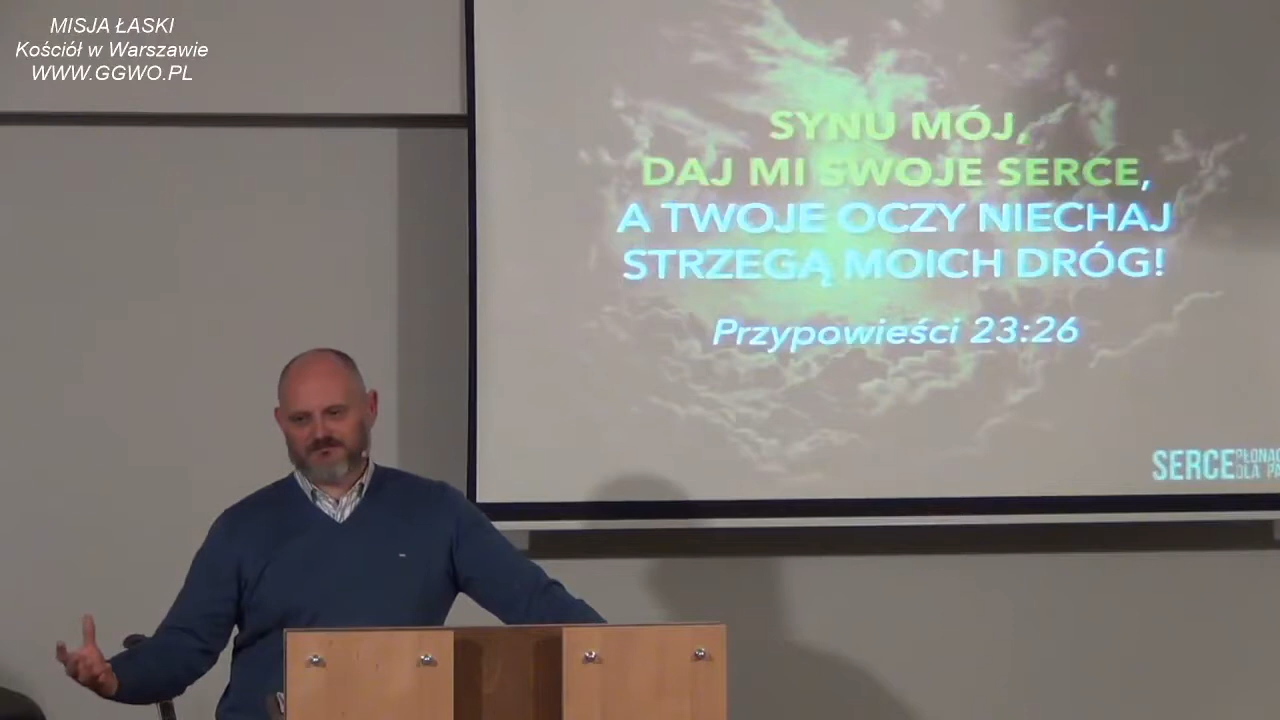 MISJA ŁASKI
Kościół w Warszawie
WWW.GGWO.PL
SYNU MÓJ,
DAJ MI SWOJE SERCE,
A TWOJE OCZY NIECHAJ
STRZEGĄ MOICH DRÓG!
Przypowieści 23:26
SERCE
DLA